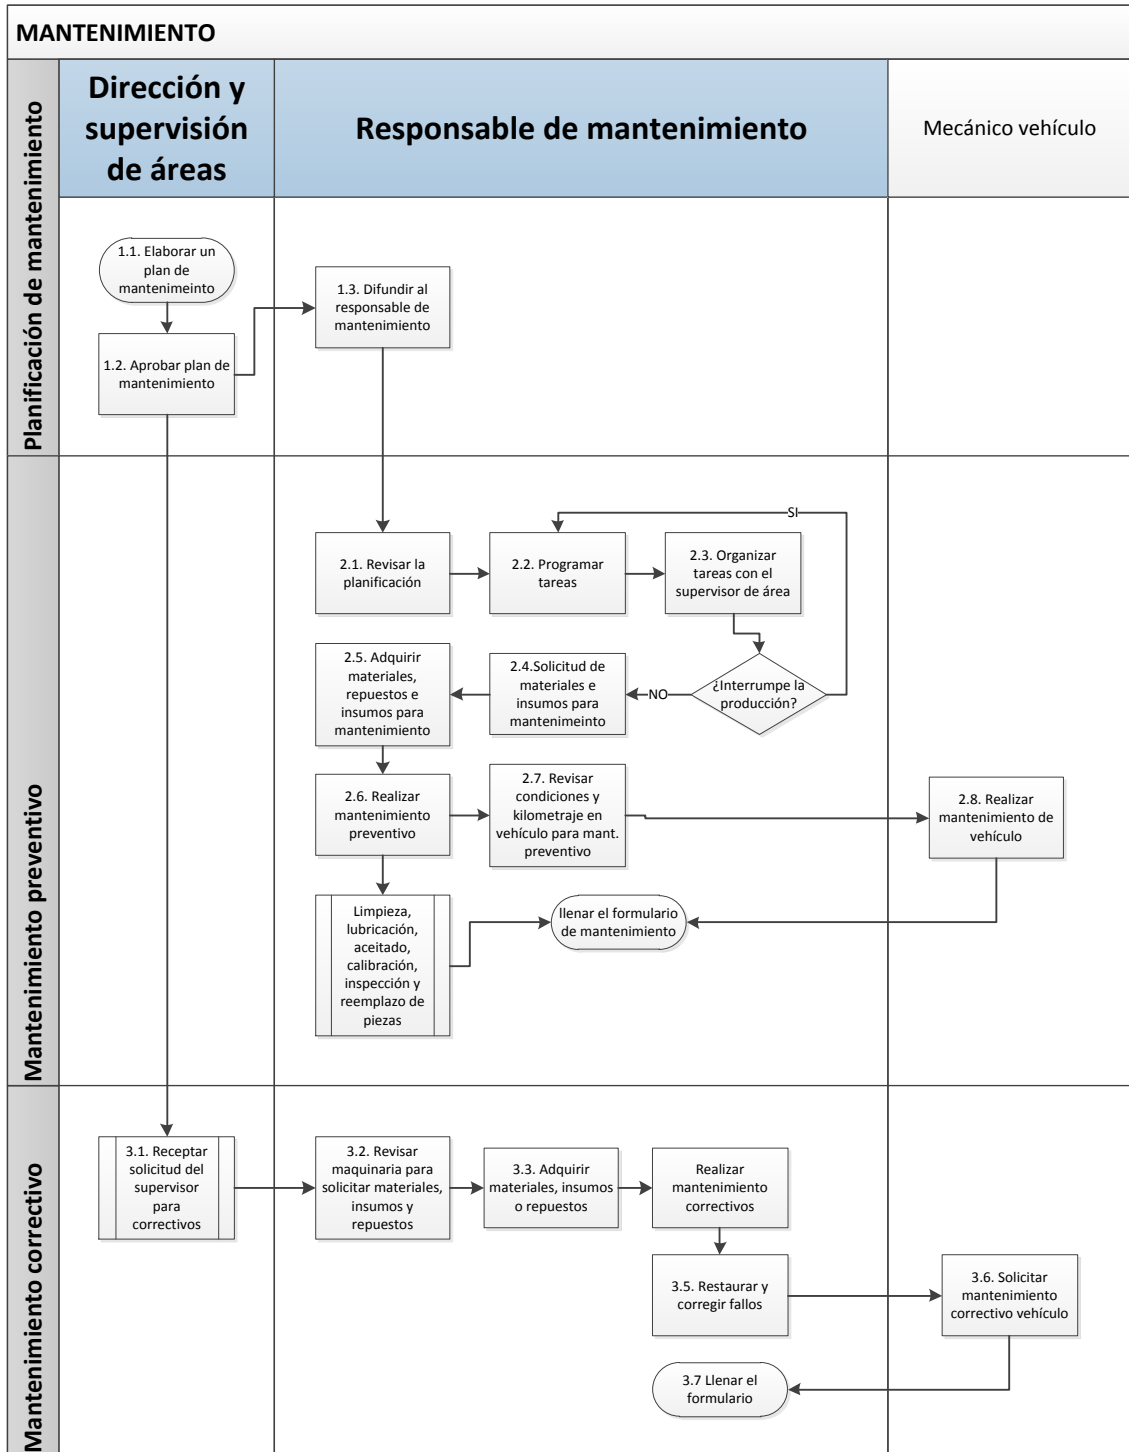 MANTENIMIENTO
Dirección y
supervisión
de áreas
Responsable de mantenimiento
Mecánico vehículo
Planificación de mantenimiento
1.1. Elaborar un
plan de
mantenimeinto
1.2. Aprobar plan de
mantenimiento
1.3. Difundir al
responsable de
mantenimiento
Mantenimiento preventivo
SI
2.1. Revisar la
planificación
2.2. Programar
tareas
2.3. Organizar
tareas con el
supervisor de área
¿Interrumpe la
producción?
NO
2.4.Solicitud de
materiales e
insumos para
mantenimeinto
2.5. Adquirir
materiales,
repuestos e
insumos para
mantenimiento
2.6. Realizar
mantenimiento
preventivo
2.7. Revisar
condiciones y
kilometraje en
vehículo para mant.
preventivo
2.8. Realizar
mantenimiento de
vehículo
Limpieza,
lubricación,
aceitado,
calibración,
inspección y
reemplazo de
piezas
llenar el formulario
de mantenimiento
Mantenimiento correctivo
3.1. Receptar
solicitud del
supervisor
para
correctivos
3.2. Revisar
maquinaria para
solicitar materiales,
insumos y
repuestos
3.3. Adquirir
materiales, insumos
o repuestos
Realizar
mantenimiento
correctivos
3.5. Restaurar y
corregir fallos
3.6. Solicitar
mantenimiento
correctivo vehículo
3.7 Llenar el
formulario